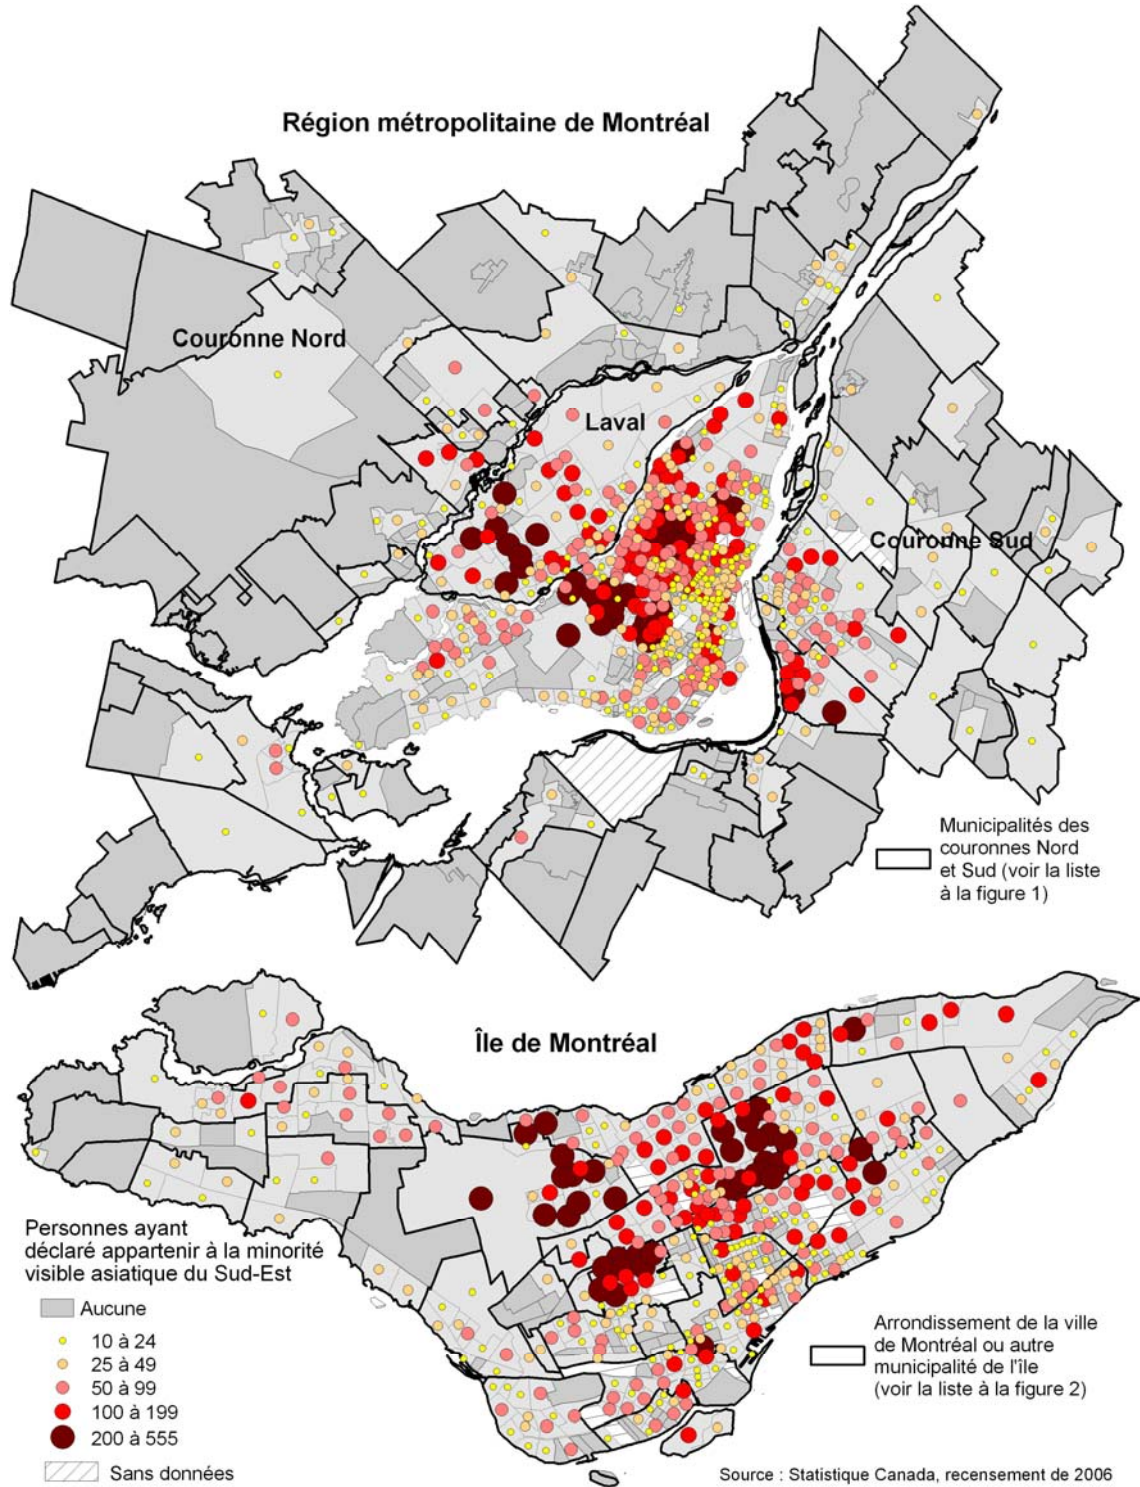 Région métropolitaine de Montréal
Couronne Nord
Laval
Couronne Sud
Municipalités des
couronnes Nord
et Sud (voir la liste
à la figure 1)
Île de Montréal
Personnes ayant
déclaré appartenir à la minorité
visible asiatique du Sud-Est
Aucune
10 à 24
25 à 49
50 à 99
100 à 199
200 à 555
Sans données
Arrondissement de la ville
de Montréal ou autre
municipalité de l'île
(voir la liste à la figure 2)
Source : Statistique Canada, recensement de 2006